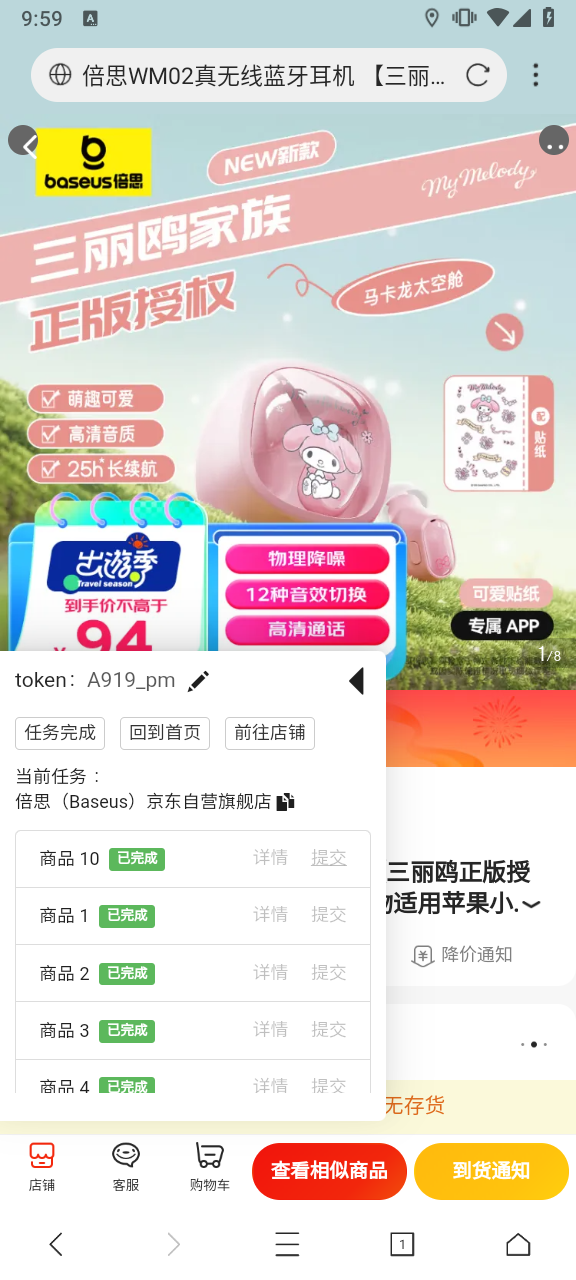 9:59
A
倍思WM02真无线蓝牙耳机 【三丽...
baseus倍思
NEW新款
My Melody
三丽鸥家族
正版授权
马卡龙太空舱
萌趣可爱
高清音质
25h长续航
My Melody
配
贴纸
出游季
Travel season
到手价不高于
¥94
物理降噪
12种音效切换
高清通话
可爱贴纸
专属 APP
1/8
token： A919_pm
任务完成
回到首页
前往店铺
当前任务 ：
倍思（Baseus）京东自营旗舰店
商品 10 已完成 详情 提交
商品 1 已完成 详情 提交
商品 2 已完成 详情 提交
商品 3 已完成 详情 提交
商品 4 已完成 详情 提交
三丽鸥正版授
适用苹果小.
降价通知
无存货
店铺
客服
购物车
查看相似商品
到货通知
1